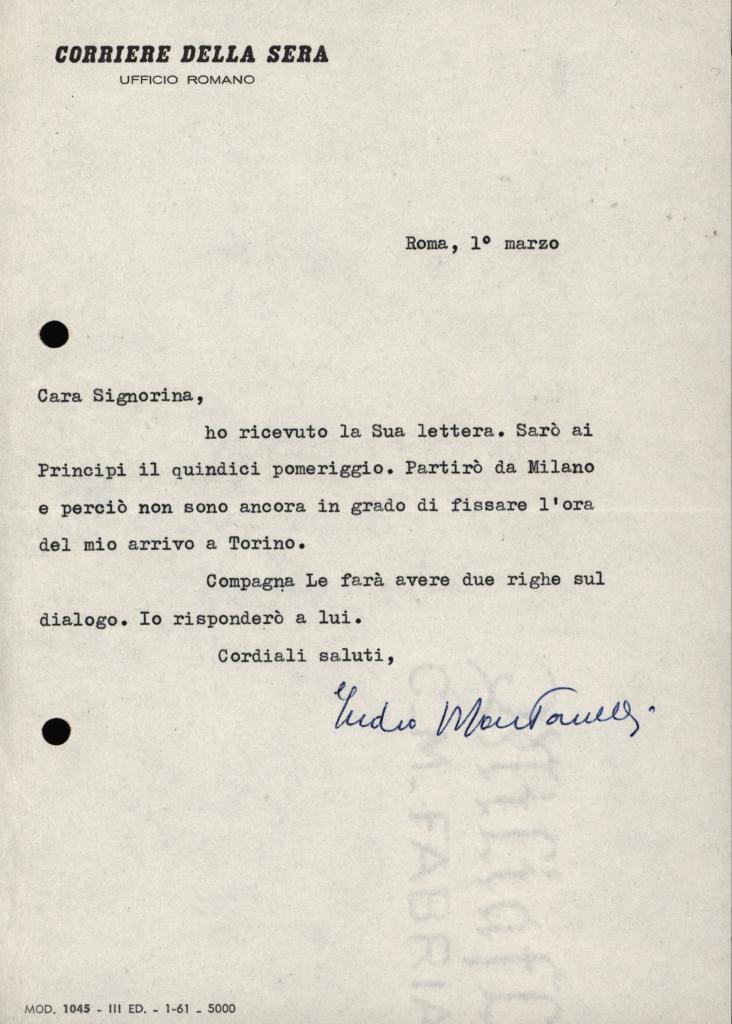 CORRIERE DELLA SERA
UFFICIO ROMANO
Roma, 1º marzo
Cara Signorina,
ho ricevuto la Sua lettera. Sarò ai
Principi il quindici pomeriggio. Partirò da Milano
e perciò non sono ancora in grado di fissare l'ora
del mio arrivo a Torino.
Compagna Le farà avere due righe sul
dialogo. Io risponderò a lui.
Cordiali saluti,
Indro Montanelli.
MOD. 1045 - III ED. - 1-61 - 5000